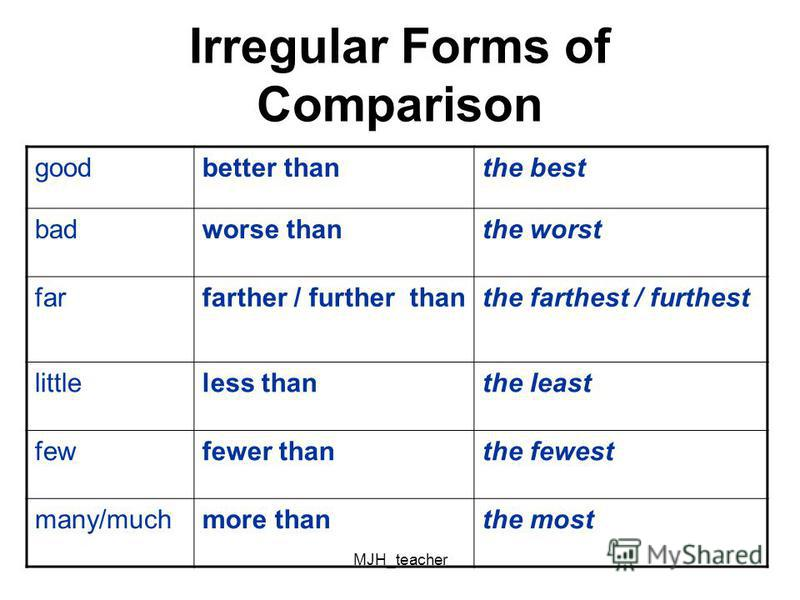 Irregular Forms of
Comparison
good better than the best
bad worse than the worst
far farther / further than the farthest / furthest
little less than the least
few fewer than the fewest
many/much more than the most
MJH_teacher
MyShared